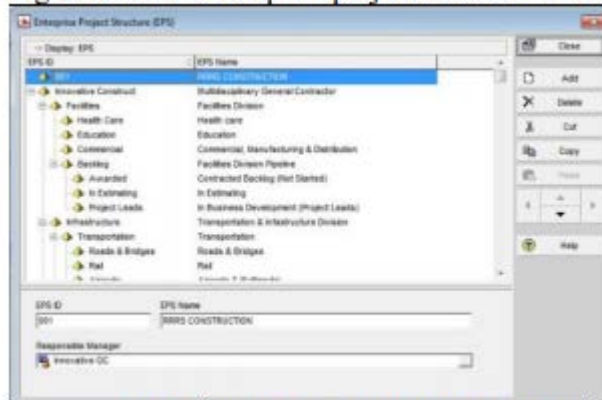 Enterprise Project Structure (EPS)
Display: EPS
Close
EPS ID EPS Name
001 RRRS CONSTRUCTION
Add
Innovative Construct Multidisciplinary General Contractor
Facilities Facilities Division
Delete
Health Care Health care
Education Education
Cut
Commercial Commercial, Manufacturing & Distribution
Copy
Backlog Facilities Division Pipeline
Awarded Contracted Backlog (Not Started)
Paste
In Estimating In Estimating
Project Leads In Business Development (Project Leads)
Infrastructure Transportation & Infrastructure Division
Transportation Transportation
Roads & Bridges Roads & Bridges
Help
Rail Rail
EPS ID EPS Name
001 RRRS CONSTRUCTION
Responsible Manager
Innovative GC